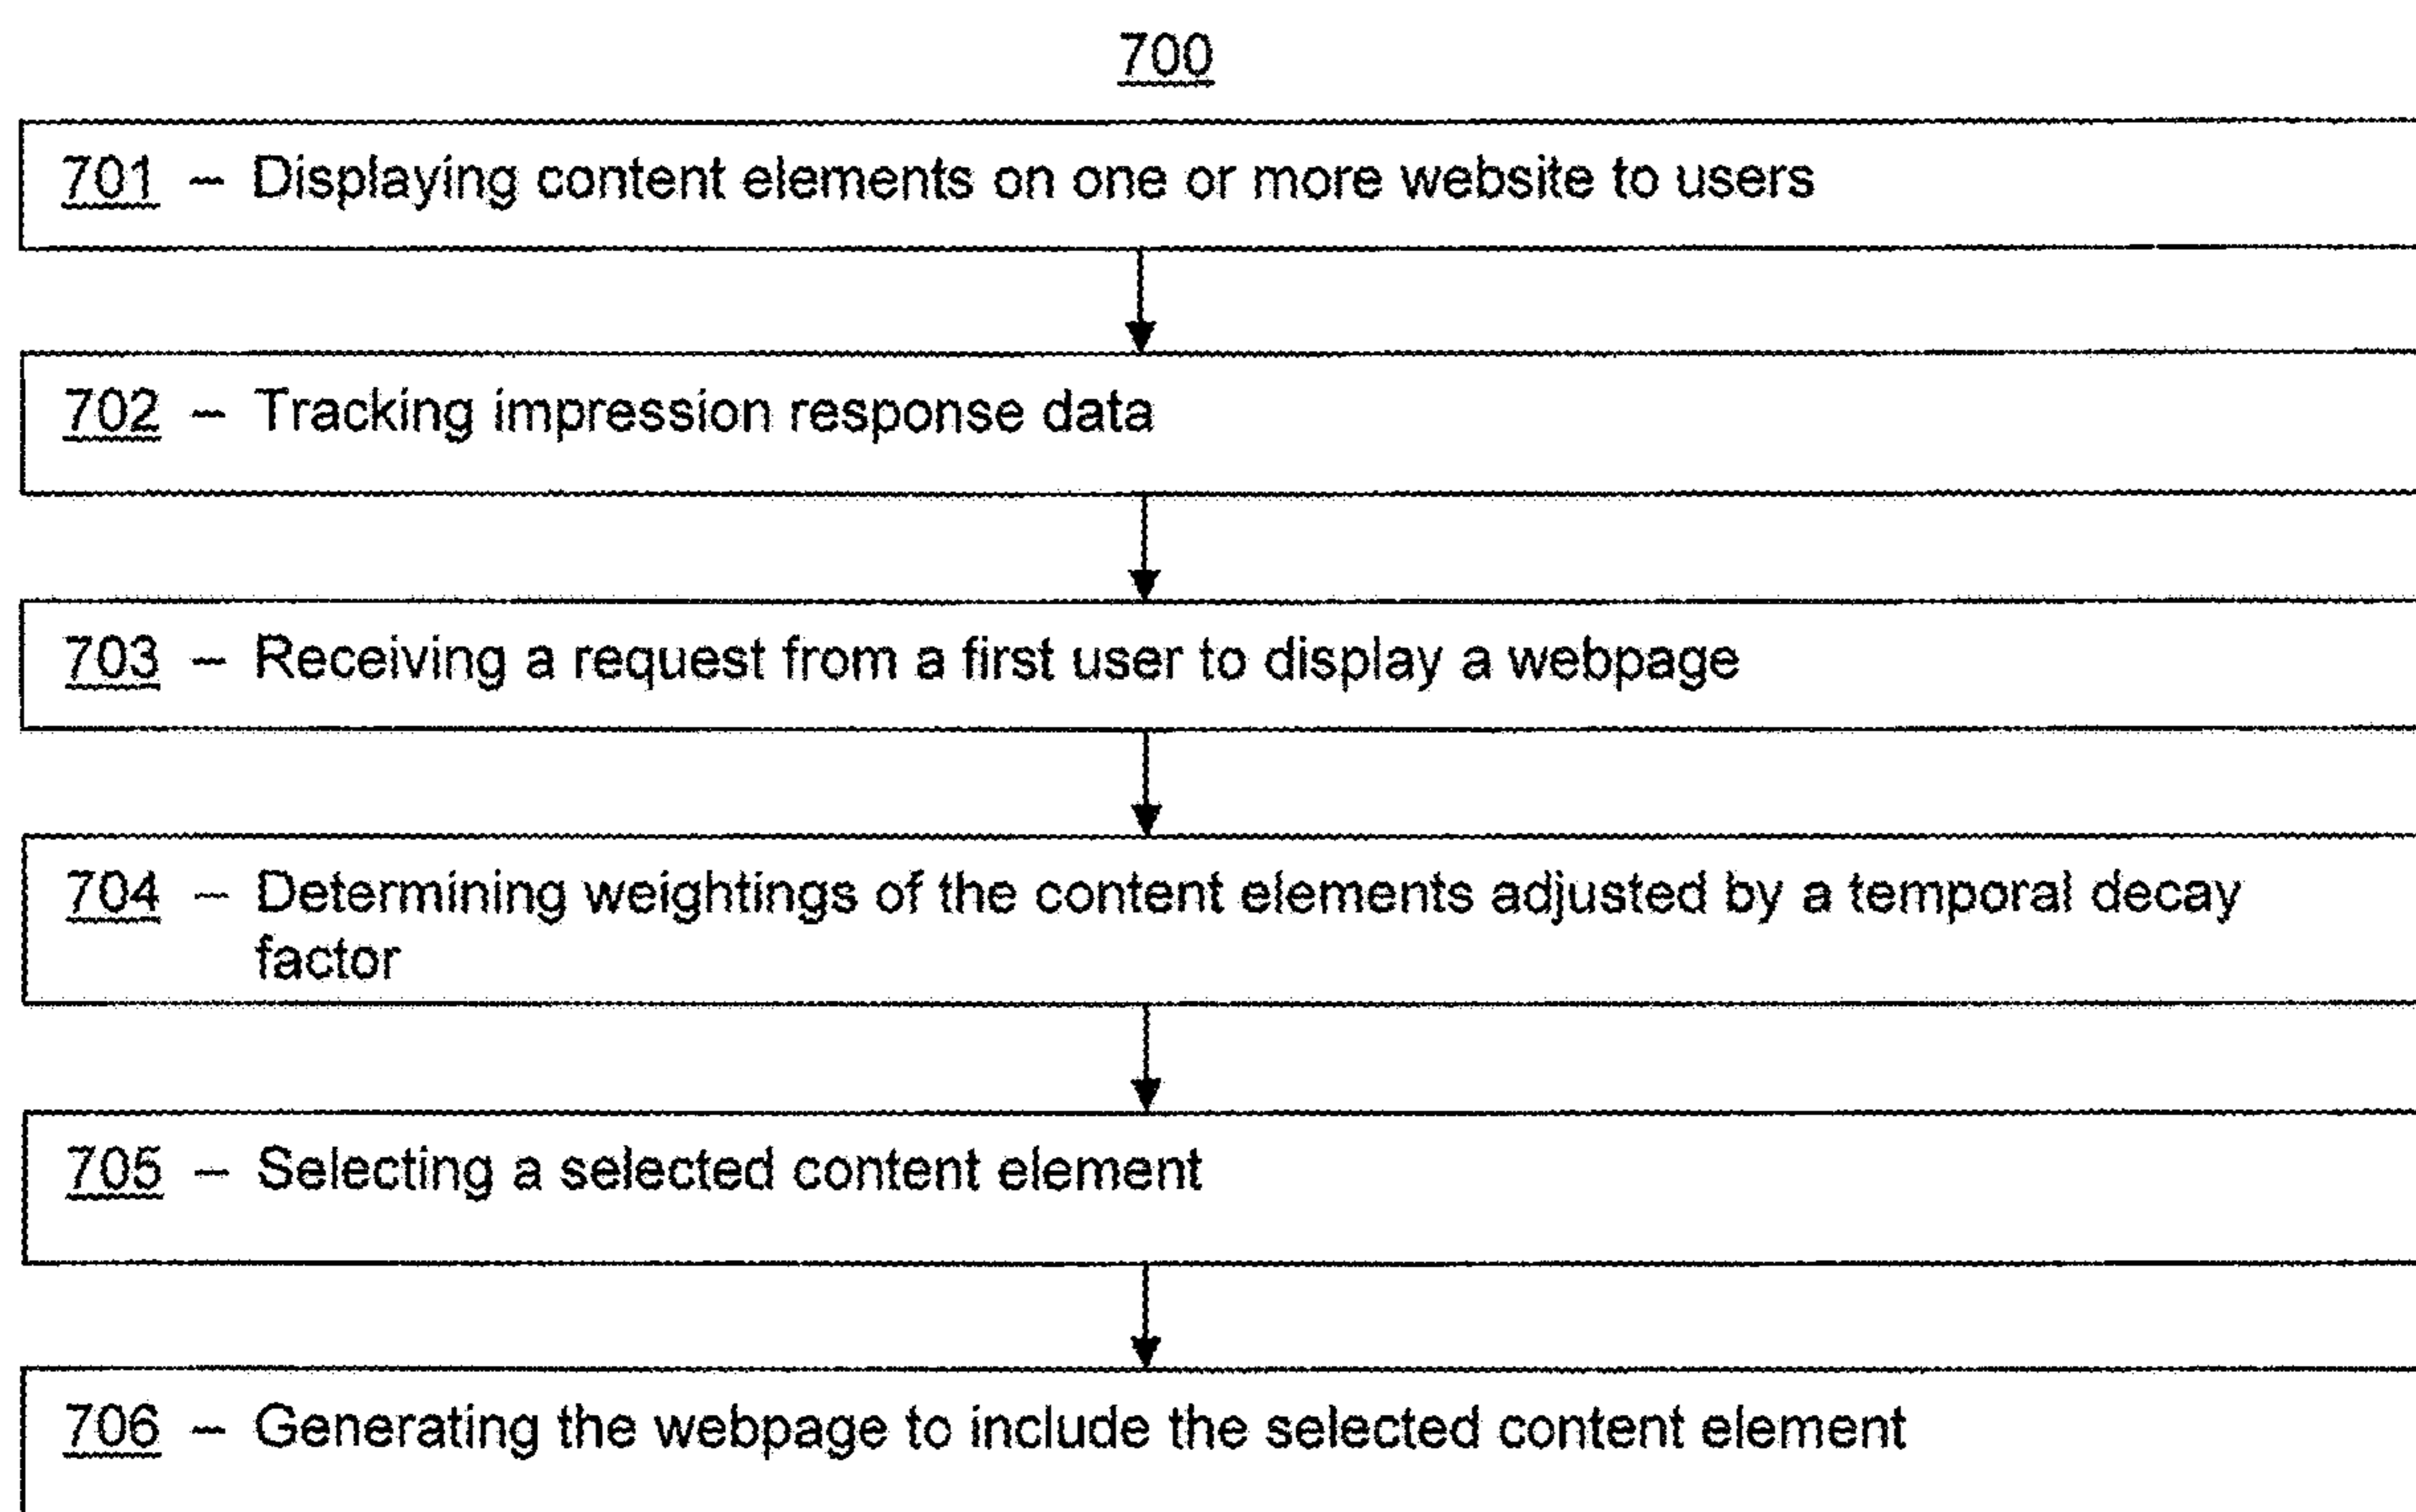 700
701 – Displaying content elements on one or more website to users
702 – Tracking impression response data
703 – Receiving a request from a first user to display a webpage
704 – Determining weightings of the content elements adjusted by a temporal decay
factor
705 – Selecting a selected content element
706 – Generating the webpage to include the selected content element